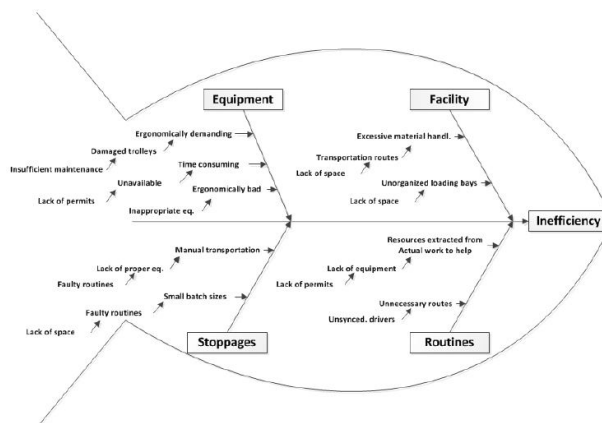 Equipment
Facility
Ergonomically demanding
Excessive material handl.
Damaged trolleys
Transportation routes
Insufficient maintenance
Time consuming
Lack of space
Unavailable
Ergonomically bad
Unorganized loading bays
Lack of permits
Lack of space
Inappropriate eq.
Inefficiency
Manual transportation
Resources extracted from
Actual work to help
Lack of proper eq.
Lack of equipment
Faulty routines
Lack of permits
Small batch sizes
Unnecessary routes
Faulty routines
Unsynced. drivers
Lack of space
Stoppages
Routines